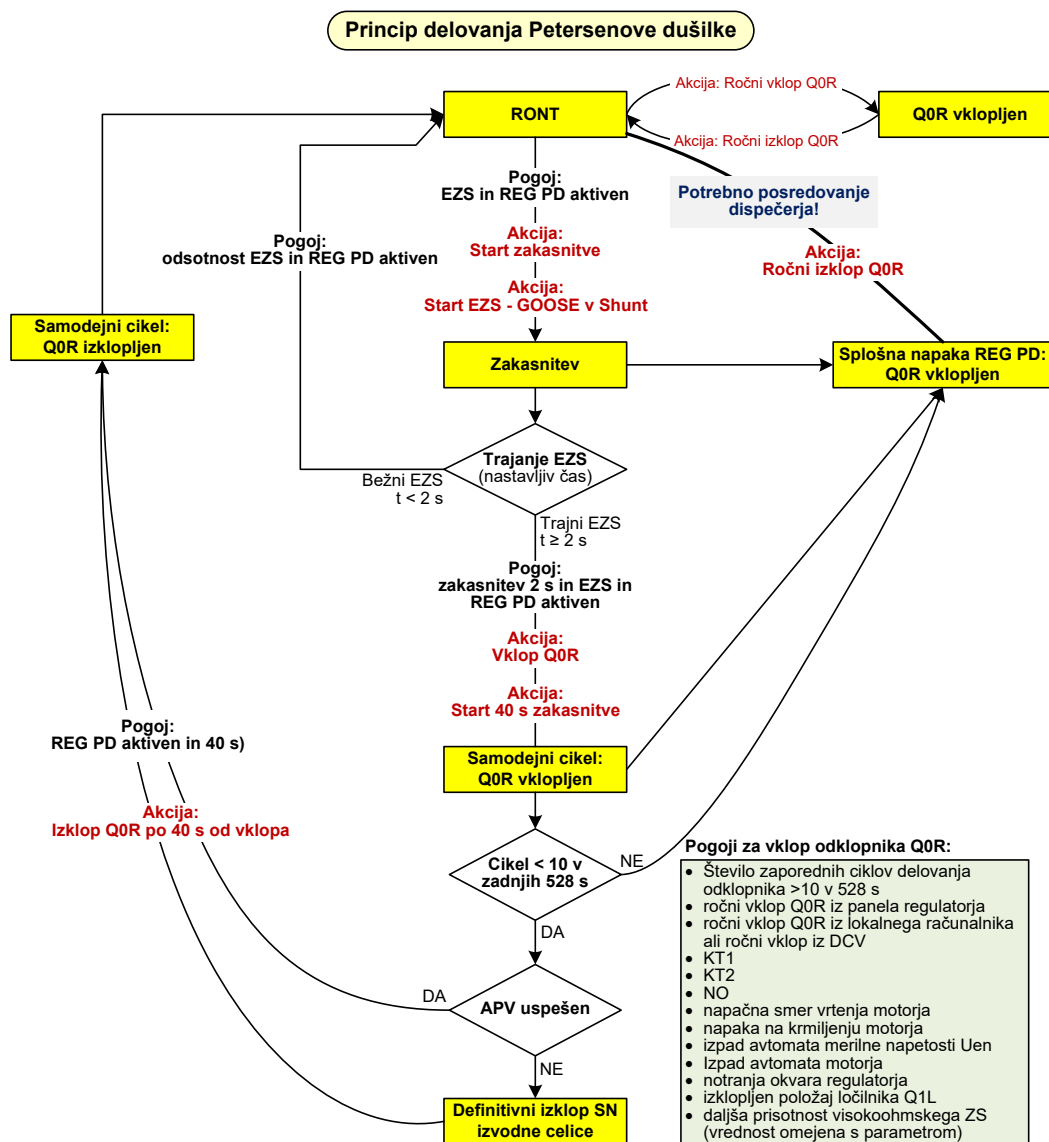 Princip delovanja Petersenove dušilke
RONT
Akcija: Ročni vklop Q0R
Akcija: Ročni izklop Q0R
Q0R vklopljen
Pogoj:
EZS in REG PD aktiven
Akcija:
Start zakasnitve
Akcija:
Start EZS - GOOSE v Shunt
Potrebno posredovanje
dispečerja!
Akcija:
Ročni izklop Q0R
Pogoj:
odsotnost EZS in REG PD aktiven
Samodejni cikel:
Q0R izklopljen
Zakasnitev
Splošna napaka REG PD:
Q0R vklopljen
Trajanje EZS
(nastavljiv čas)
Bežni EZS
t < 2 s
Trajni EZS
t ≥ 2 s
Pogoj:
zakasnitev 2 s in EZS in
REG PD aktiven
Akcija:
Vklop Q0R
Akcija:
Start 40 s zakasnitve
Pogoj:
REG PD aktiven in 40 s)
Akcija:
Izklop Q0R po 40 s od vklopa
Samodejni cikel:
Q0R vklopljen
Cikel < 10 v
zadnjih 528 s
NE
DA
APV uspešen
DA
NE
Definitivni izklop SN
izvodne celice
Pogoji za vklop odklopnika Q0R:
• Število zaporednih ciklov delovanja
odklopnika >10 v 528 s
• ročni vklop Q0R iz panela regulatorja
• ročni vklop Q0R iz lokalnega računalnika
ali ročni vklop iz DCV
• KT1
• KT2
• NO
• napačna smer vrtenja motorja
• napaka na krmiljenju motorja
• izpad avtomata merilne napetosti Uen
• Izpad avtomata motorja
• notranja okvara regulatorja
• izklopljen položaj ločilnika Q1L
• daljša prisotnost visokoohmskega ZS
(vrednost omejena s parametrom)